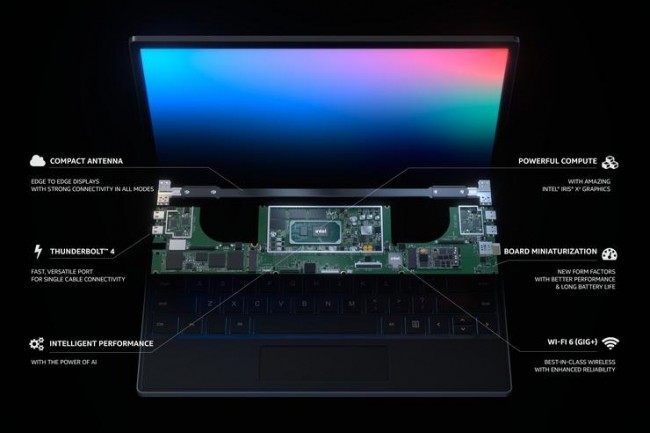 COMPACT ANTENNA
EDGE TO EDGE DISPLAYS
WITH STRONG CONNECTIVITY IN ALL MODES
THUNDERBOLT™ 4
FAST, VERSATILE PORT
FOR SINGLE CABLE CONNECTIVITY
INTELLIGENT PERFORMANCE
WITH THE POWER OF AI
POWERFUL COMPUTE
WITH AMAZING
INTEL® IRIS® Xᵉ GRAPHICS
BOARD MINIATURIZATION
NEW FORM FACTORS
WITH BETTER PERFORMANCE
& LONG BATTERY LIFE
WI-FI 6 (GIG+)
BEST-IN-CLASS WIRELESS
WITH ENHANCED RELIABILITY
intel
intel
Z X C V B N M